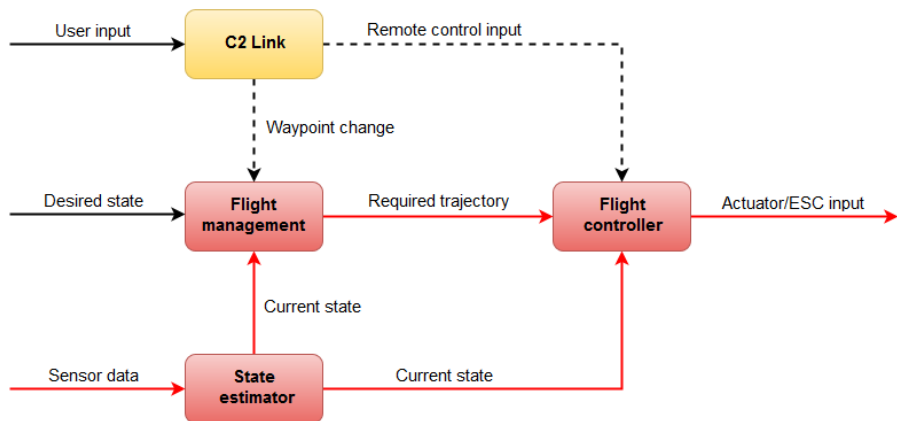 User input
C2 Link
Remote control input
Waypoint change
Desired state
Flight
management
Required trajectory
Flight
controller
Actuator/ESC input
Current state
Sensor data
State
estimator
Current state